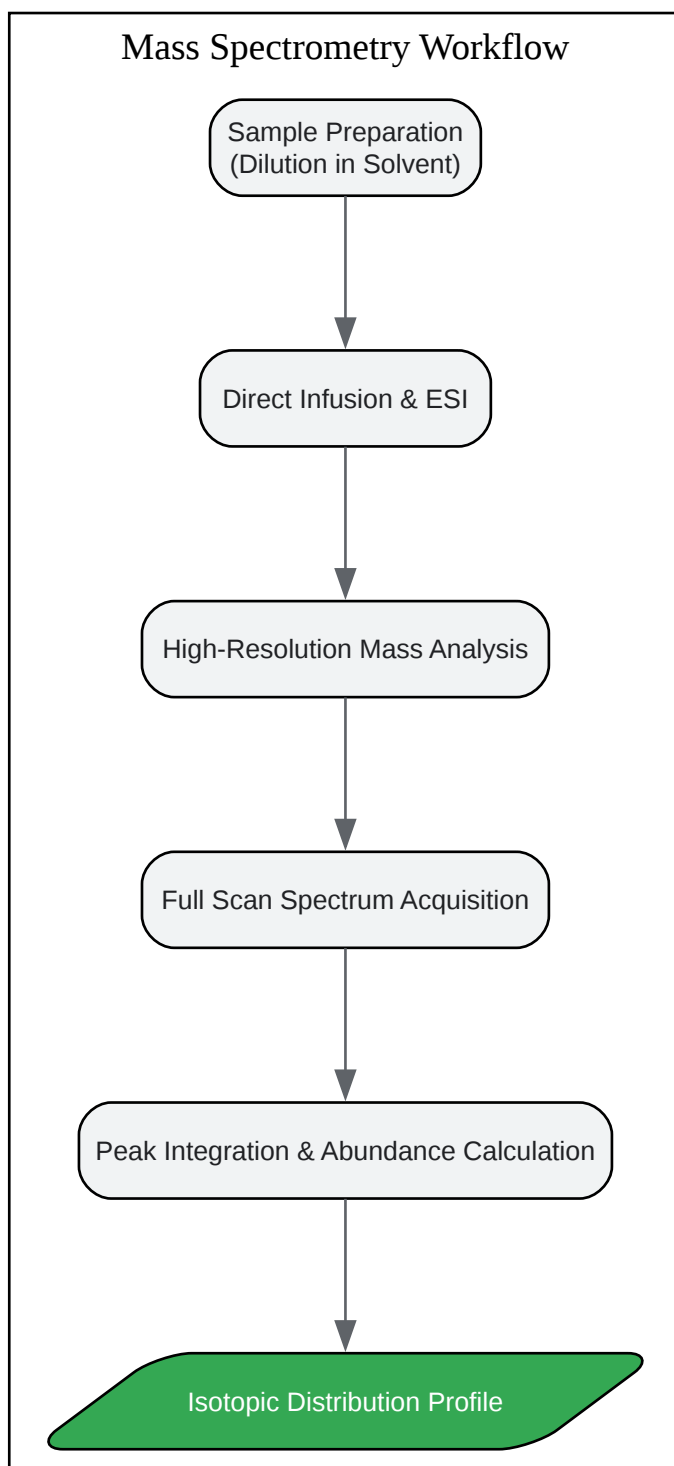 Mass Spectrometry Workflow
Sample Preparation
(Dilution in Solvent)
Direct Infusion & ESI
High-Resolution Mass Analysis
Full Scan Spectrum Acquisition
Peak Integration & Abundance Calculation
Isotopic Distribution Profile